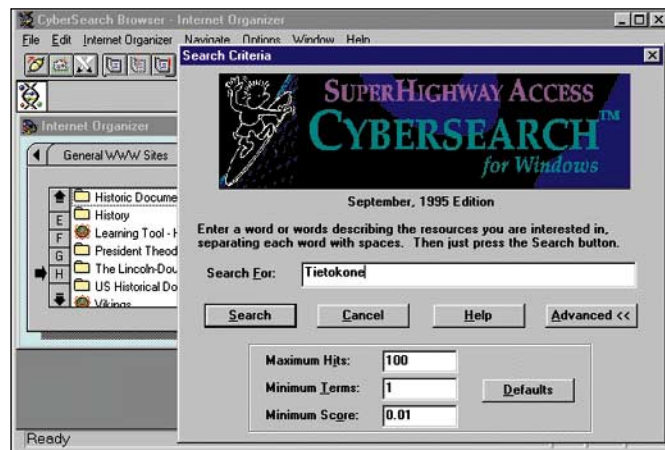 CyberSearch Browser - Internet Organizer
File Edit Internet Organizer Navigate Options Window Help
Internet Organizer
General WWW Sites
Historic Docume
E History
F Learning Tool - H
G President Theod
H The Lincoln-Dou
US Historical Do
Vikings
Ready
Search Criteria
SUPERHIGHWAY ACCESS
CYBERSEARCH™
for Windows
September, 1995 Edition
Enter a word or words describing the resources you are interested in,
separating each word with spaces. Then just press the Search button.
Search For: Tietokone
Search Cancel Help Advanced <<
Maximum Hits: 100
Minimum Terms: 1
Minimum Score: 0.01
Defaults